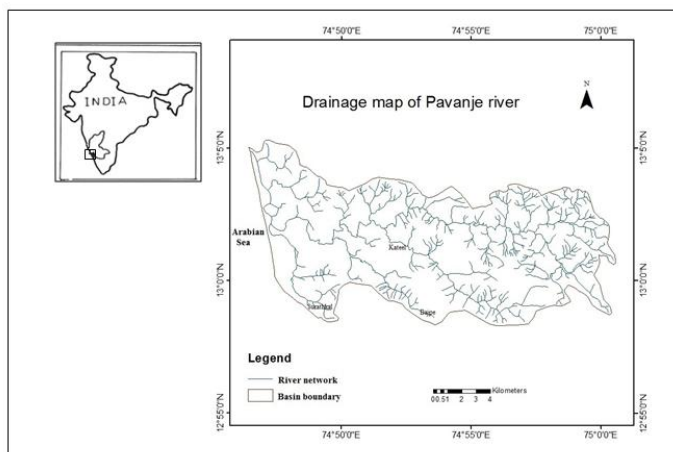 INDIA
74°50'0"E 74°55'0"E 75°0'0"E
Drainage map of Pavanje river
N
13°5'0"N
13°5'0"N
Arabian
Sea
Kateel
13°0'0"N
13°0'0"N
Surathkal
Bajpe
Legend
River network
Basin boundary
Kilometers
0 0.5 1 2 3 4
12°55'0"N
12°55'0"N
74°50'0"E 74°55'0"E 75°0'0"E